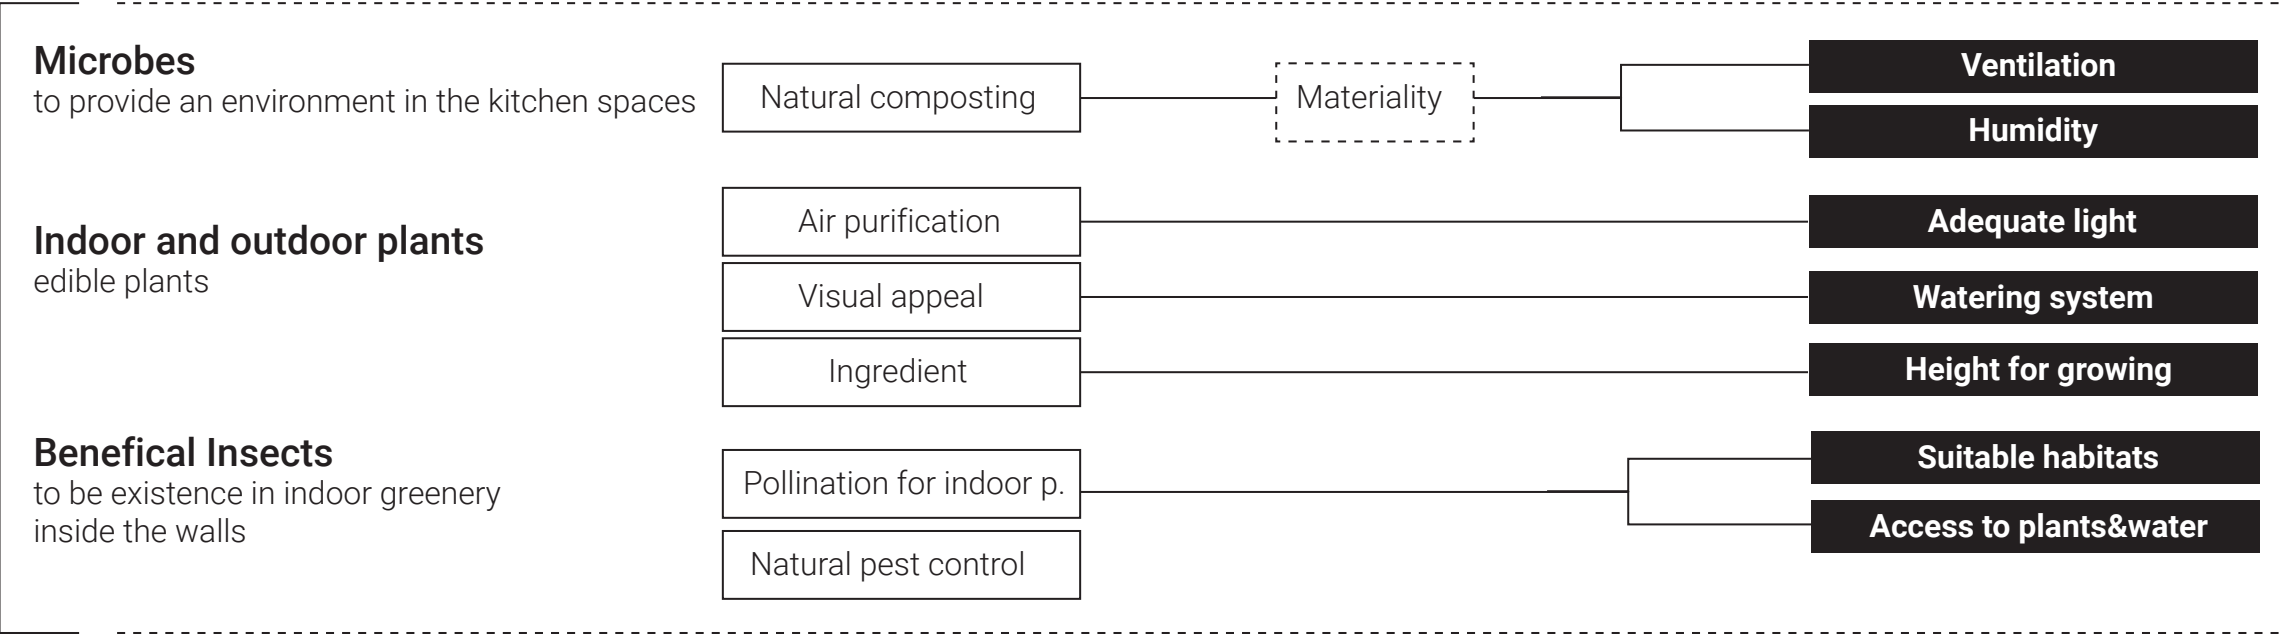 Microbes
to provide an environment in the kitchen spaces
Natural composting
Materiality
Ventilation
Humidity
Indoor and outdoor plants
edible plants
Air purification
Adequate light
Visual appeal
Watering system
Ingredient
Height for growing
Benefical Insects
to be existence in indoor greenery
inside the walls
Pollination for indoor p.
Natural pest control
Suitable habitats
Access to plants&water